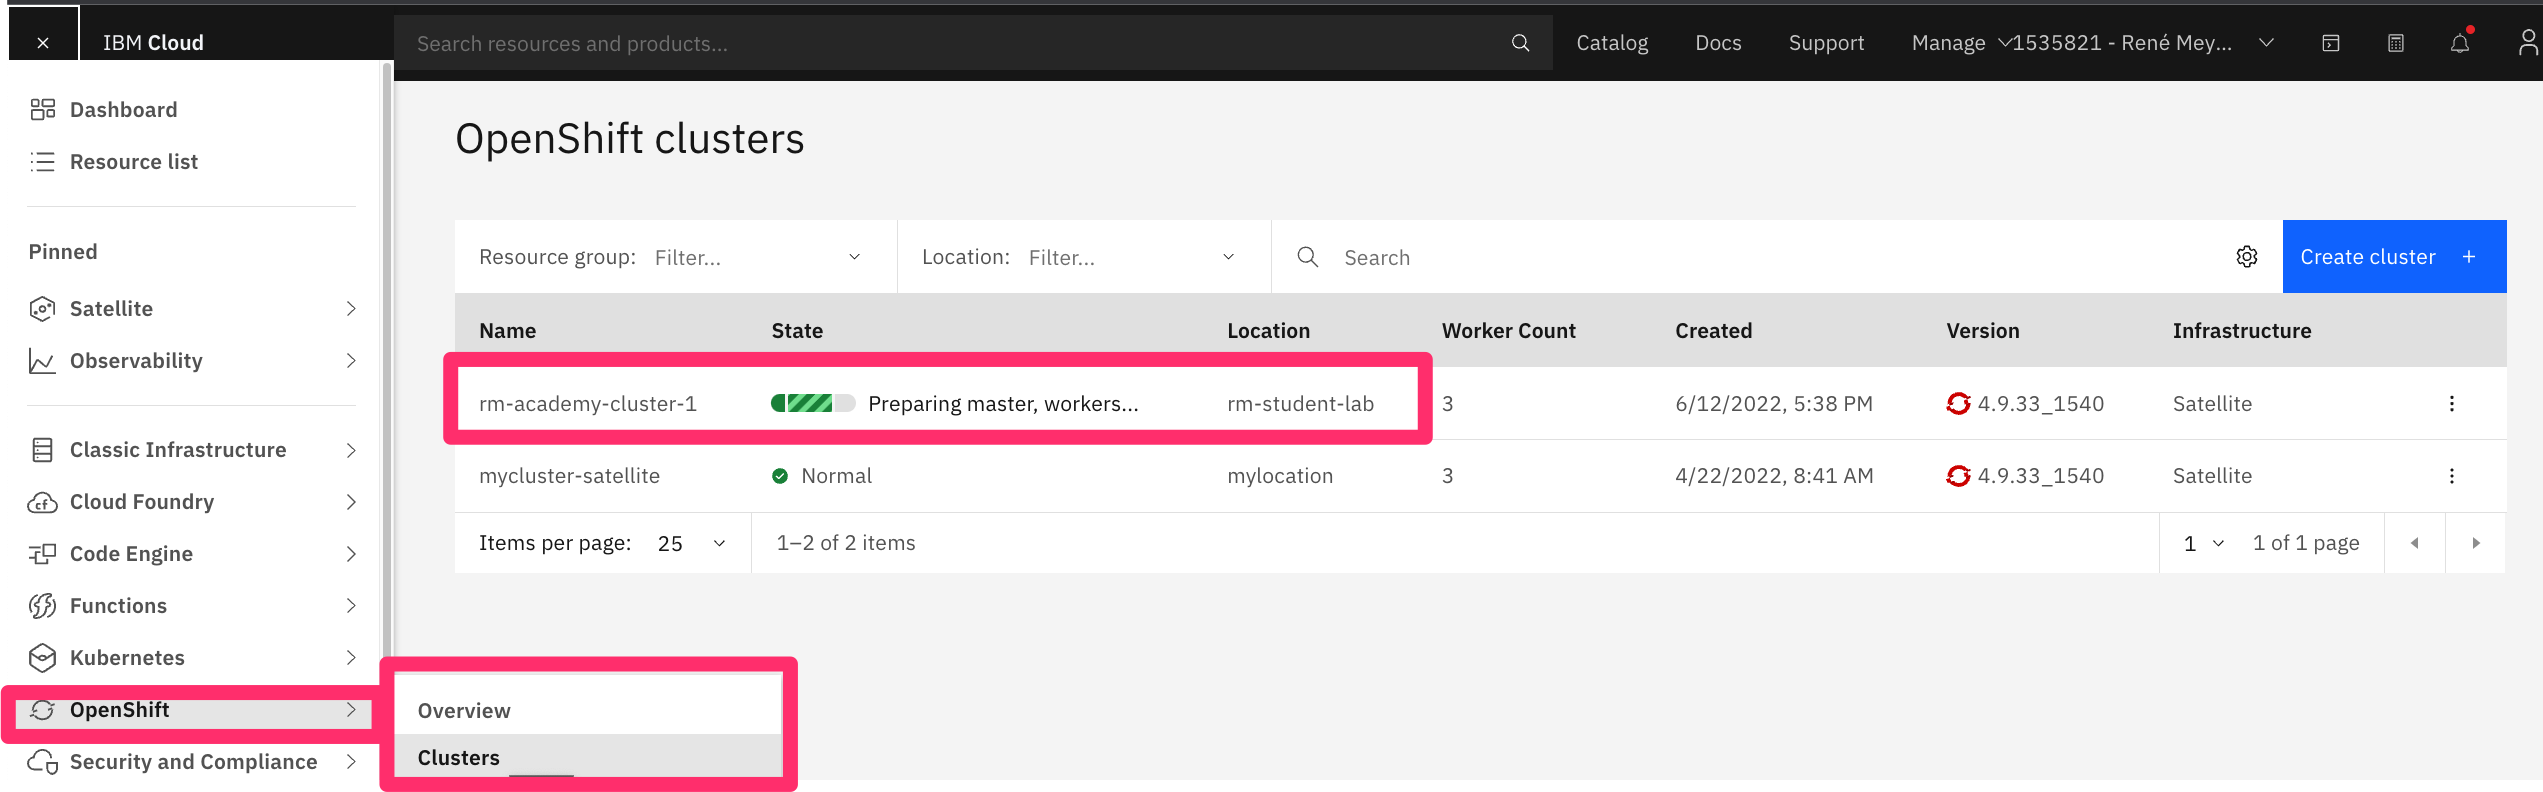 IBM Cloud
Search resources and products...
Catalog
Docs
Support
Manage
1535821 - René Mey...
Dashboard
Resource list
Pinned
Satellite
Observability
Classic Infrastructure
Cloud Foundry
Code Engine
Functions
Kubernetes
OpenShift
Security and Compliance
Overview
Clusters
OpenShift clusters
Resource group: Filter...
Location: Filter...
Search
Create cluster +
Name State Location Worker Count Created Version Infrastructure
rm-academy-cluster-1 Preparing master, workers... rm-student-lab 3 6/12/2022, 5:38 PM 4.9.33_1540 Satellite
mycluster-satellite Normal mylocation 3 4/22/2022, 8:41 AM 4.9.33_1540 Satellite
Items per page: 25 1–2 of 2 items 1 1 of 1 page